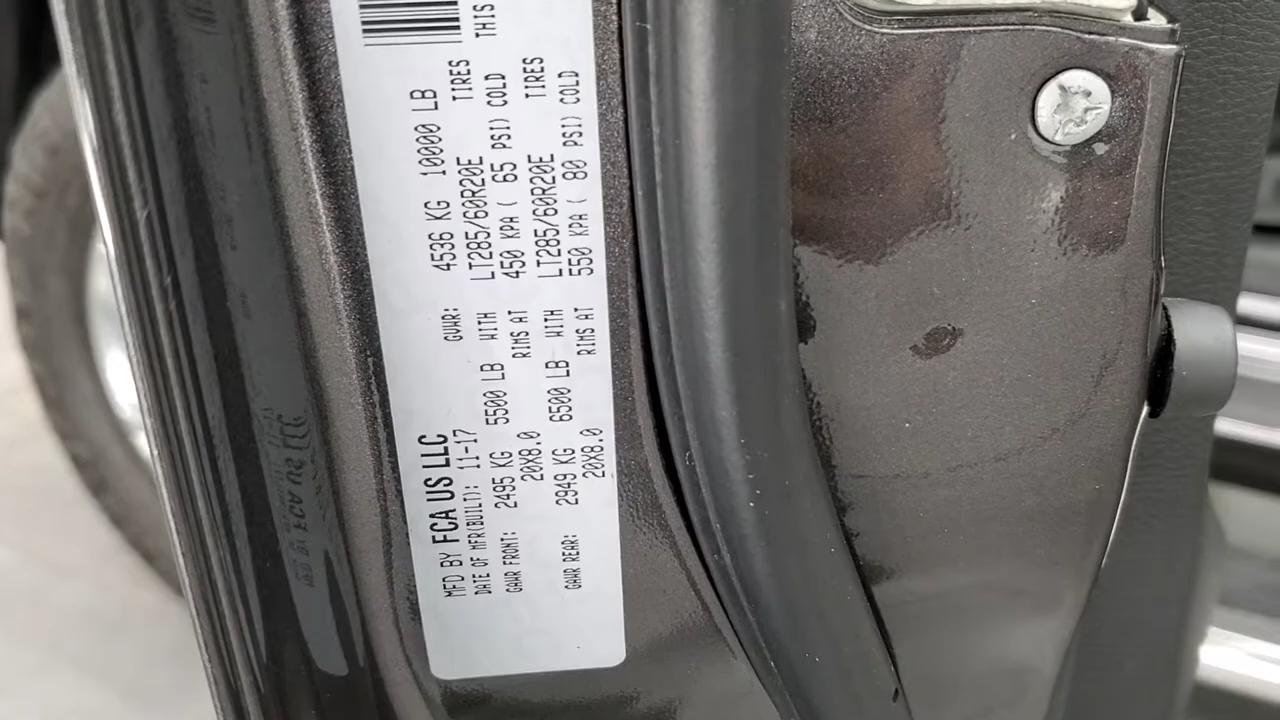 MFD BY FCA US LLC
DATE OF MFR(BUILT): 11-17 GVWR: 4536 KG 10000 LB
GAWR FRONT: 2495 KG 5500 LB WITH LT285/60R20E TIRES THIS
20X8.0 RIMS AT 450 KPA ( 65 PSI) COLD
GAWR REAR: 2949 KG 6500 LB WITH LT285/60R20E TIRES
20X8.0 RIMS AT 550 KPA ( 80 PSI) COLD